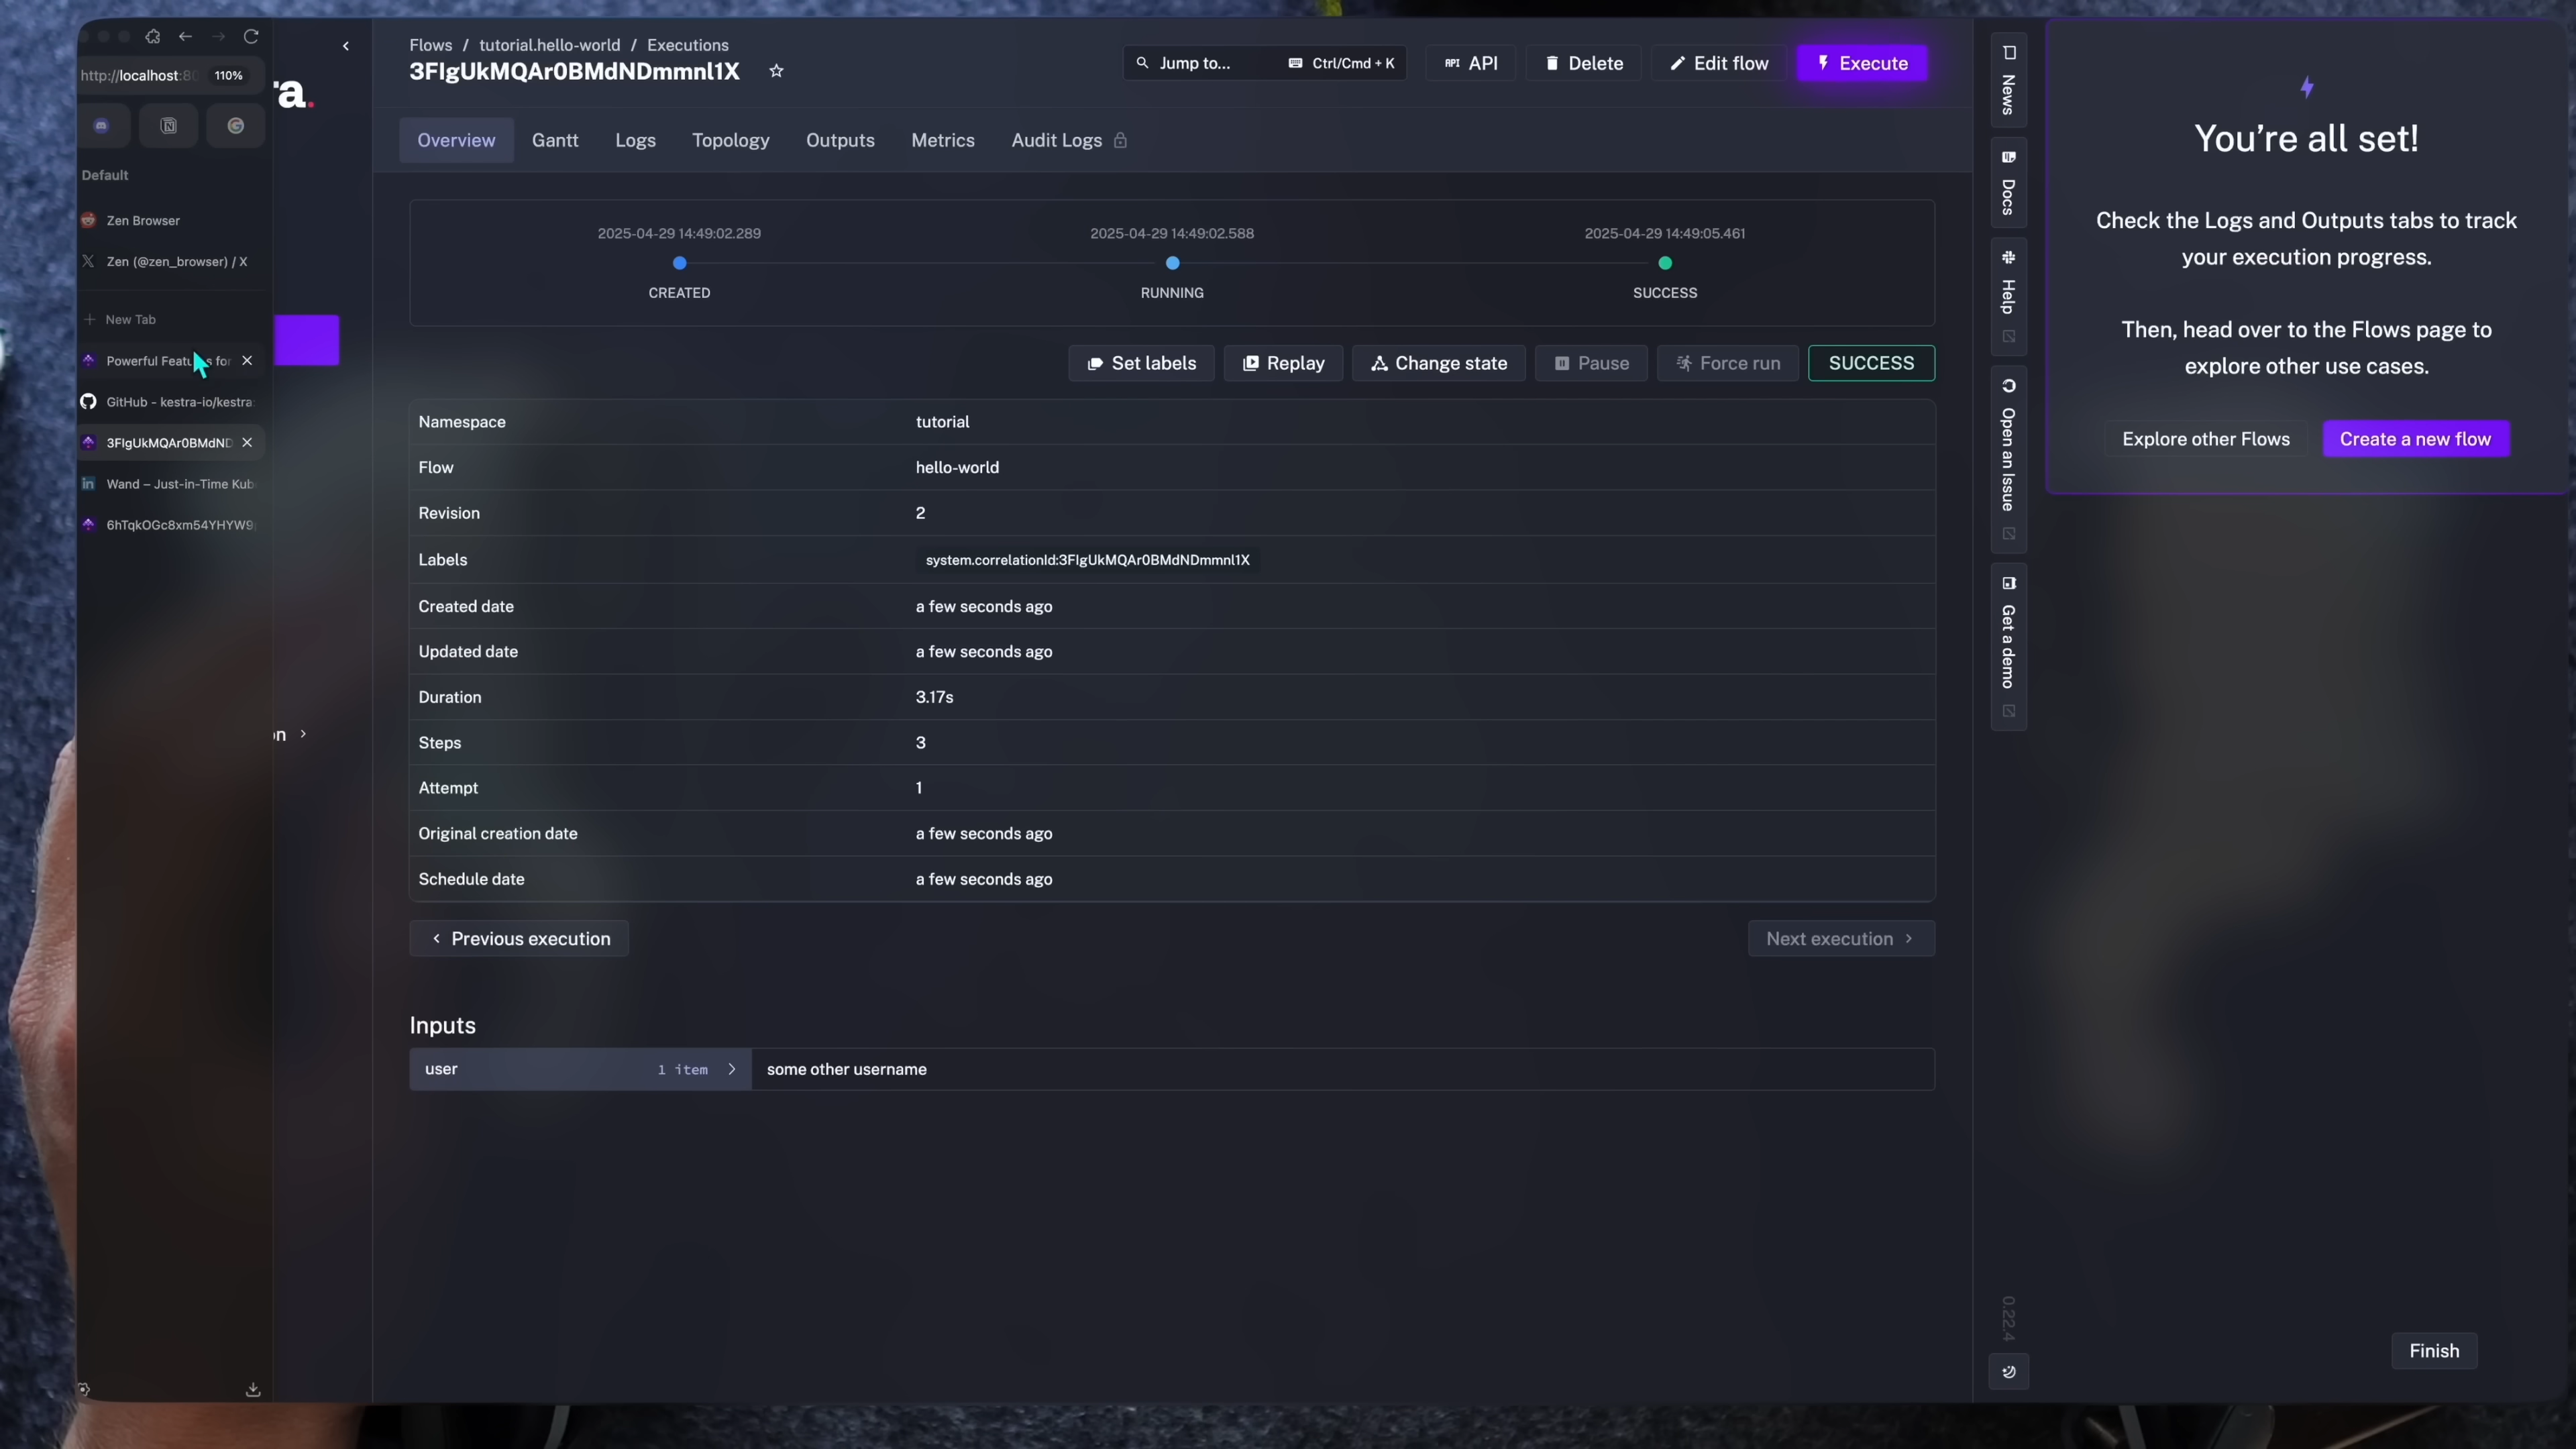 http://localhost:80
110%
ra.
Default
Zen Browser
Zen (@zen_browser) / X
New Tab
Powerful Features for
GitHub - kestra-io/kestra:
3FIgUkMQAr0BMdND
Wand – Just-in-Time Kub
6hTqkOGc8xm54YHYW9
on
Flows / tutorial.hello-world / Executions
3FIgUkMQAr0BMdNDmmnl1X
Jump to... Ctrl/Cmd + K
API
Delete
Edit flow
Execute
Overview
Gantt
Logs
Topology
Outputs
Metrics
Audit Logs
2025-04-29 14:49:02.289
2025-04-29 14:49:02.588
2025-04-29 14:49:05.461
CREATED
RUNNING
SUCCESS
Set labels
Replay
Change state
Pause
Force run
SUCCESS
Namespace tutorial
Flow hello-world
Revision 2
Labels system.correlationId:3FIgUkMQAr0BMdNDmmnl1X
Created date a few seconds ago
Updated date a few seconds ago
Duration 3.17s
Steps 3
Attempt 1
Original creation date a few seconds ago
Schedule date a few seconds ago
Previous execution
Next execution
Inputs
user 1 item some other username
News
Docs
Help
Open an Issue
Get a demo
0.22.4
You're all set!
Check the Logs and Outputs tabs to track
your execution progress.
Then, head over to the Flows page to
explore other use cases.
Explore other Flows
Create a new flow
Finish